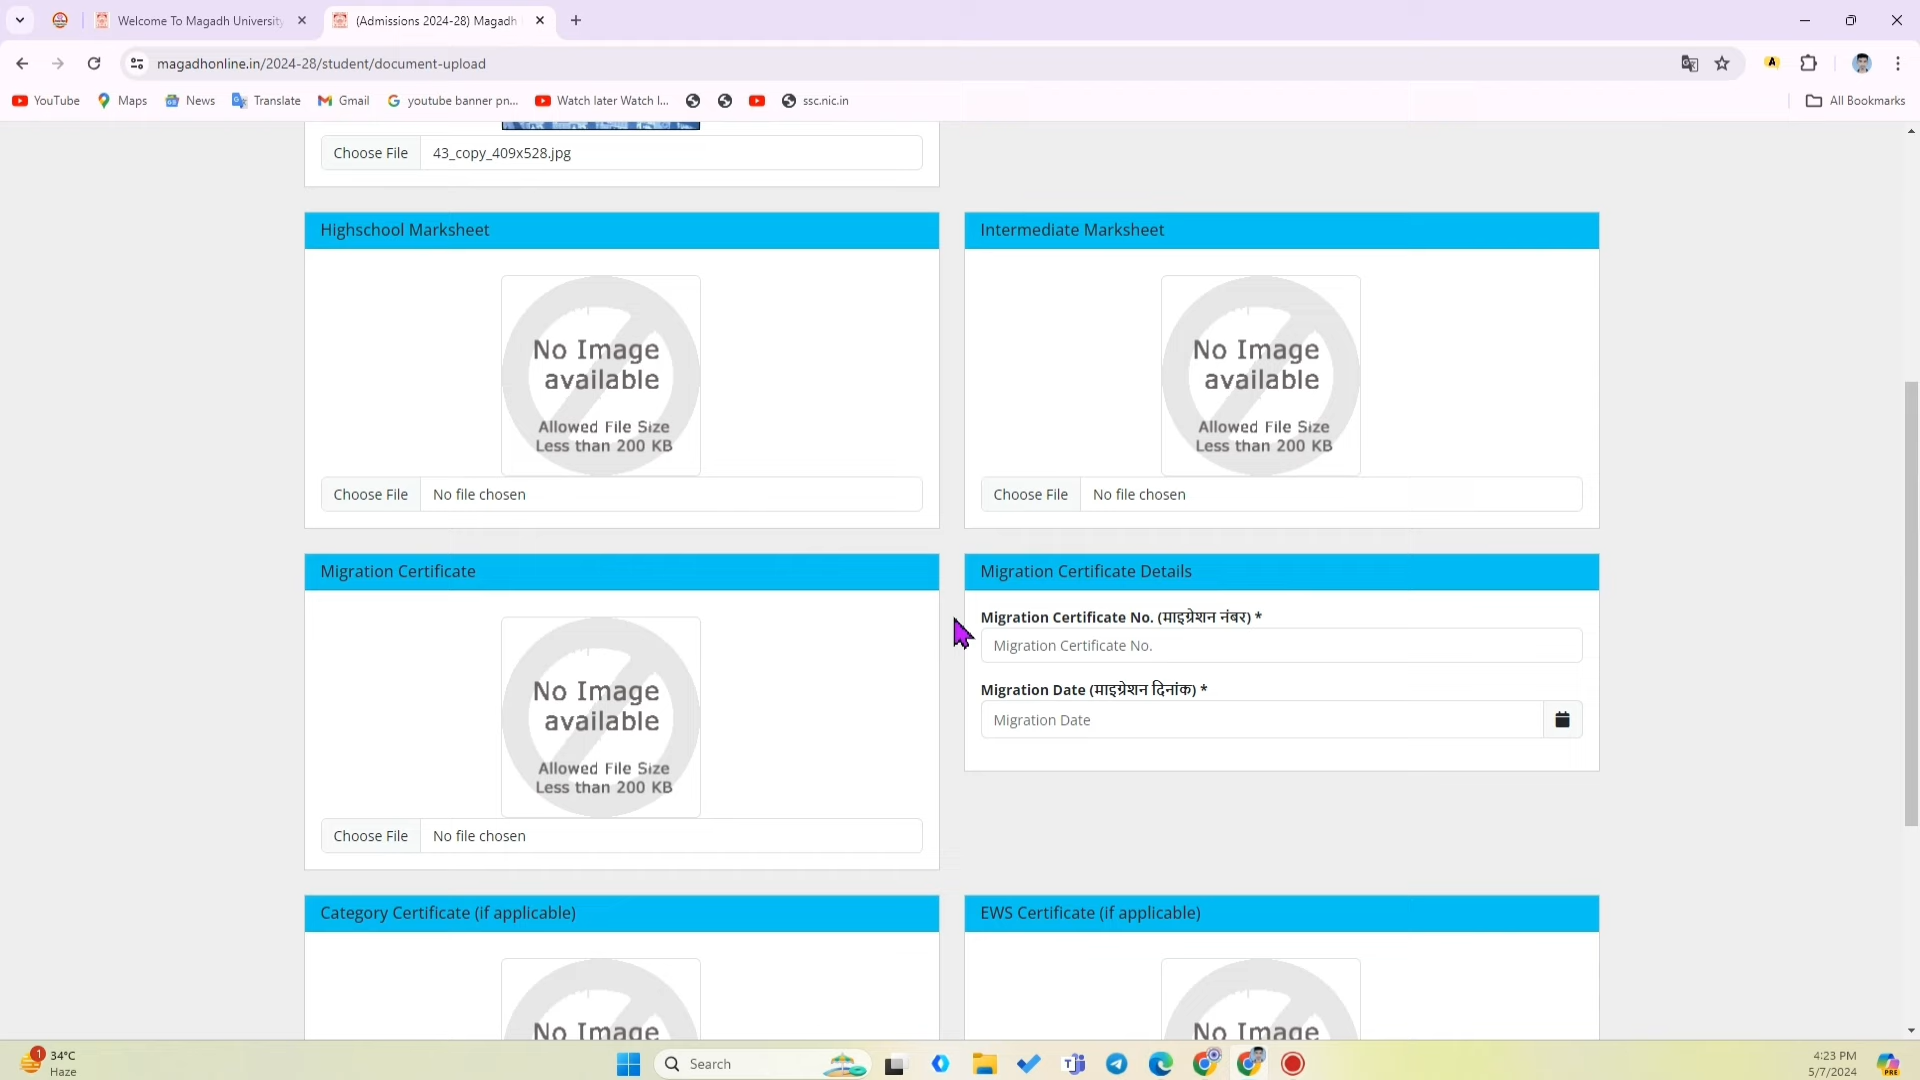 Welcome To Magadh University
(Admissions 2024-28) Magadh
magadhonline.in/2024-28/student/document-upload
YouTube
Maps
News
Translate
Gmail
youtube banner pn...
Watch later Watch l...
ssc.nic.in
All Bookmarks
Choose File 43_copy_409x528.jpg
Highschool Marksheet
No Image
available
Allowed File Size
Less than 200 KB
Choose File No file chosen
Intermediate Marksheet
No Image
available
Allowed File Size
Less than 200 KB
Choose File No file chosen
Migration Certificate
No Image
available
Allowed File Size
Less than 200 KB
Choose File No file chosen
Migration Certificate Details
Migration Certificate No. (माइग्रेशन नंबर) *
Migration Certificate No.
Migration Date (माइग्रेशन दिनांक) *
Migration Date
Category Certificate (if applicable)
No Image
EWS Certificate (if applicable)
No Image
1
34°C
Haze
Search
4:23 PM
5/7/2024
PRE